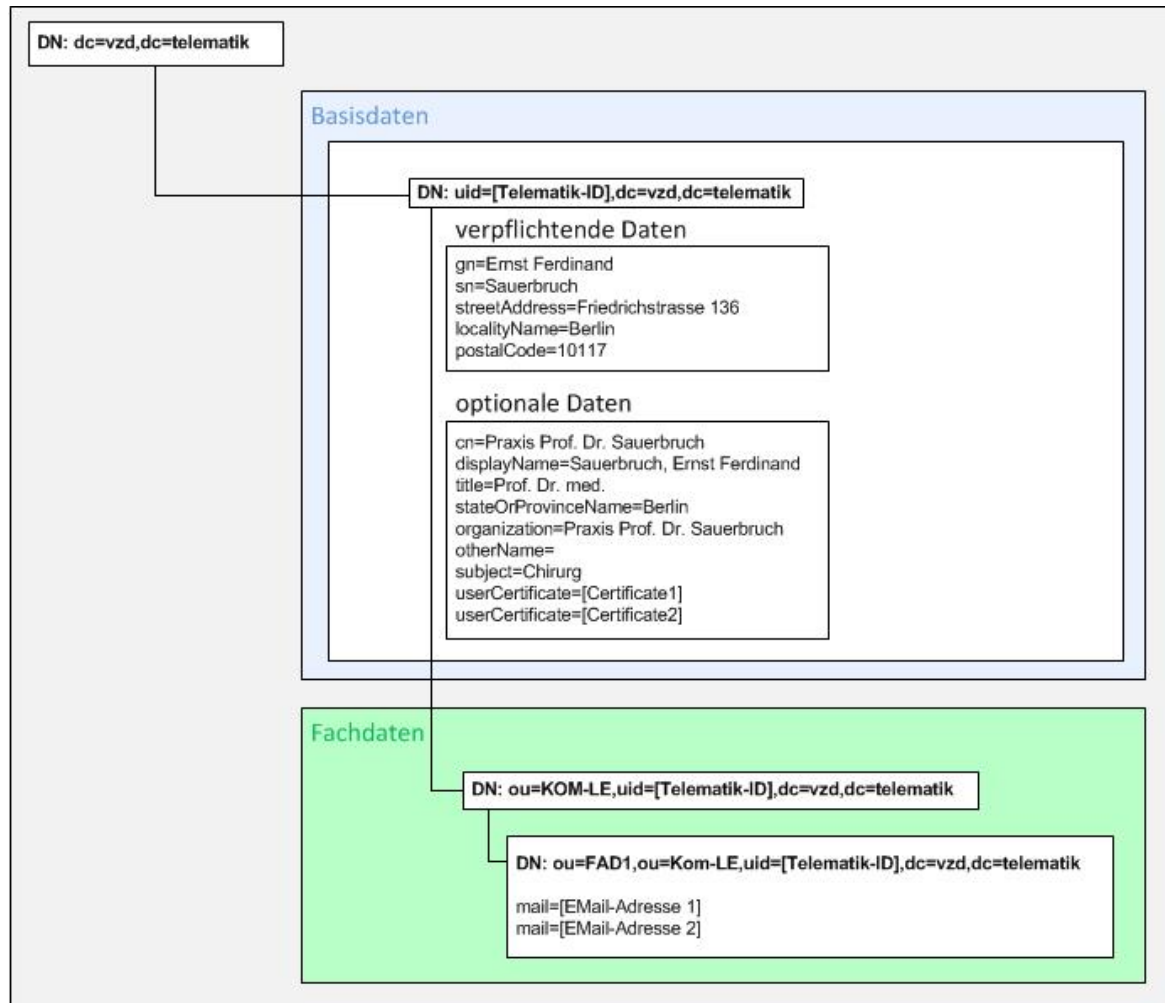 DN: dc=vzd,dc=telematik
Basisdaten
DN: uid=[Telematik-ID],dc=vzd,dc=telematik
verpflichtende Daten
gn=Ernst Ferdinand
sn=Sauerbruch
streetAddress=Friedrichstrasse 136
localityName=Berlin
postalCode=10117
optionale Daten
cn=Praxis Prof. Dr. Sauerbruch
displayName=Sauerbruch, Ernst Ferdinand
title=Prof. Dr. med.
stateOrProvinceName=Berlin
organization=Praxis Prof. Dr. Sauerbruch
otherName=
subject=Chirurg
userCertificate=[Certificate1]
userCertificate=[Certificate2]
Fachdaten
DN: ou=KOM-LE,uid=[Telematik-ID],dc=vzd,dc=telematik
DN: ou=FAD1,ou=Kom-LE,uid=[Telematik-ID],dc=vzd,dc=telematik
mail=[EMail-Adresse 1]
mail=[EMail-Adresse 2]